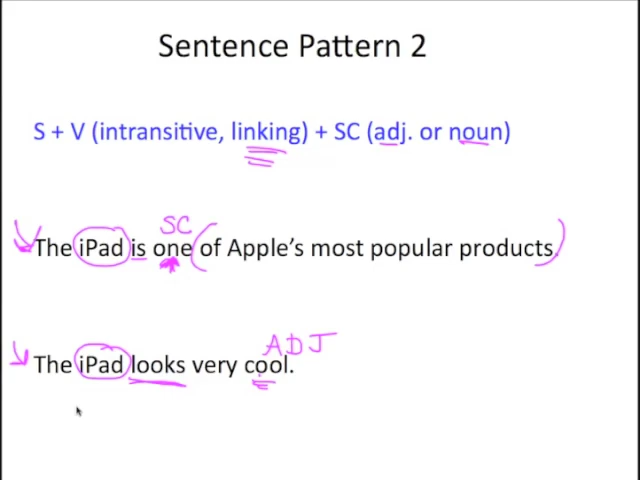 Sentence Pattern 2
S + V (intransitive, linking) + SC (adj. or noun)
SC
The iPad is one (of Apple's most popular products.)
ADJ
The iPad looks very cool.